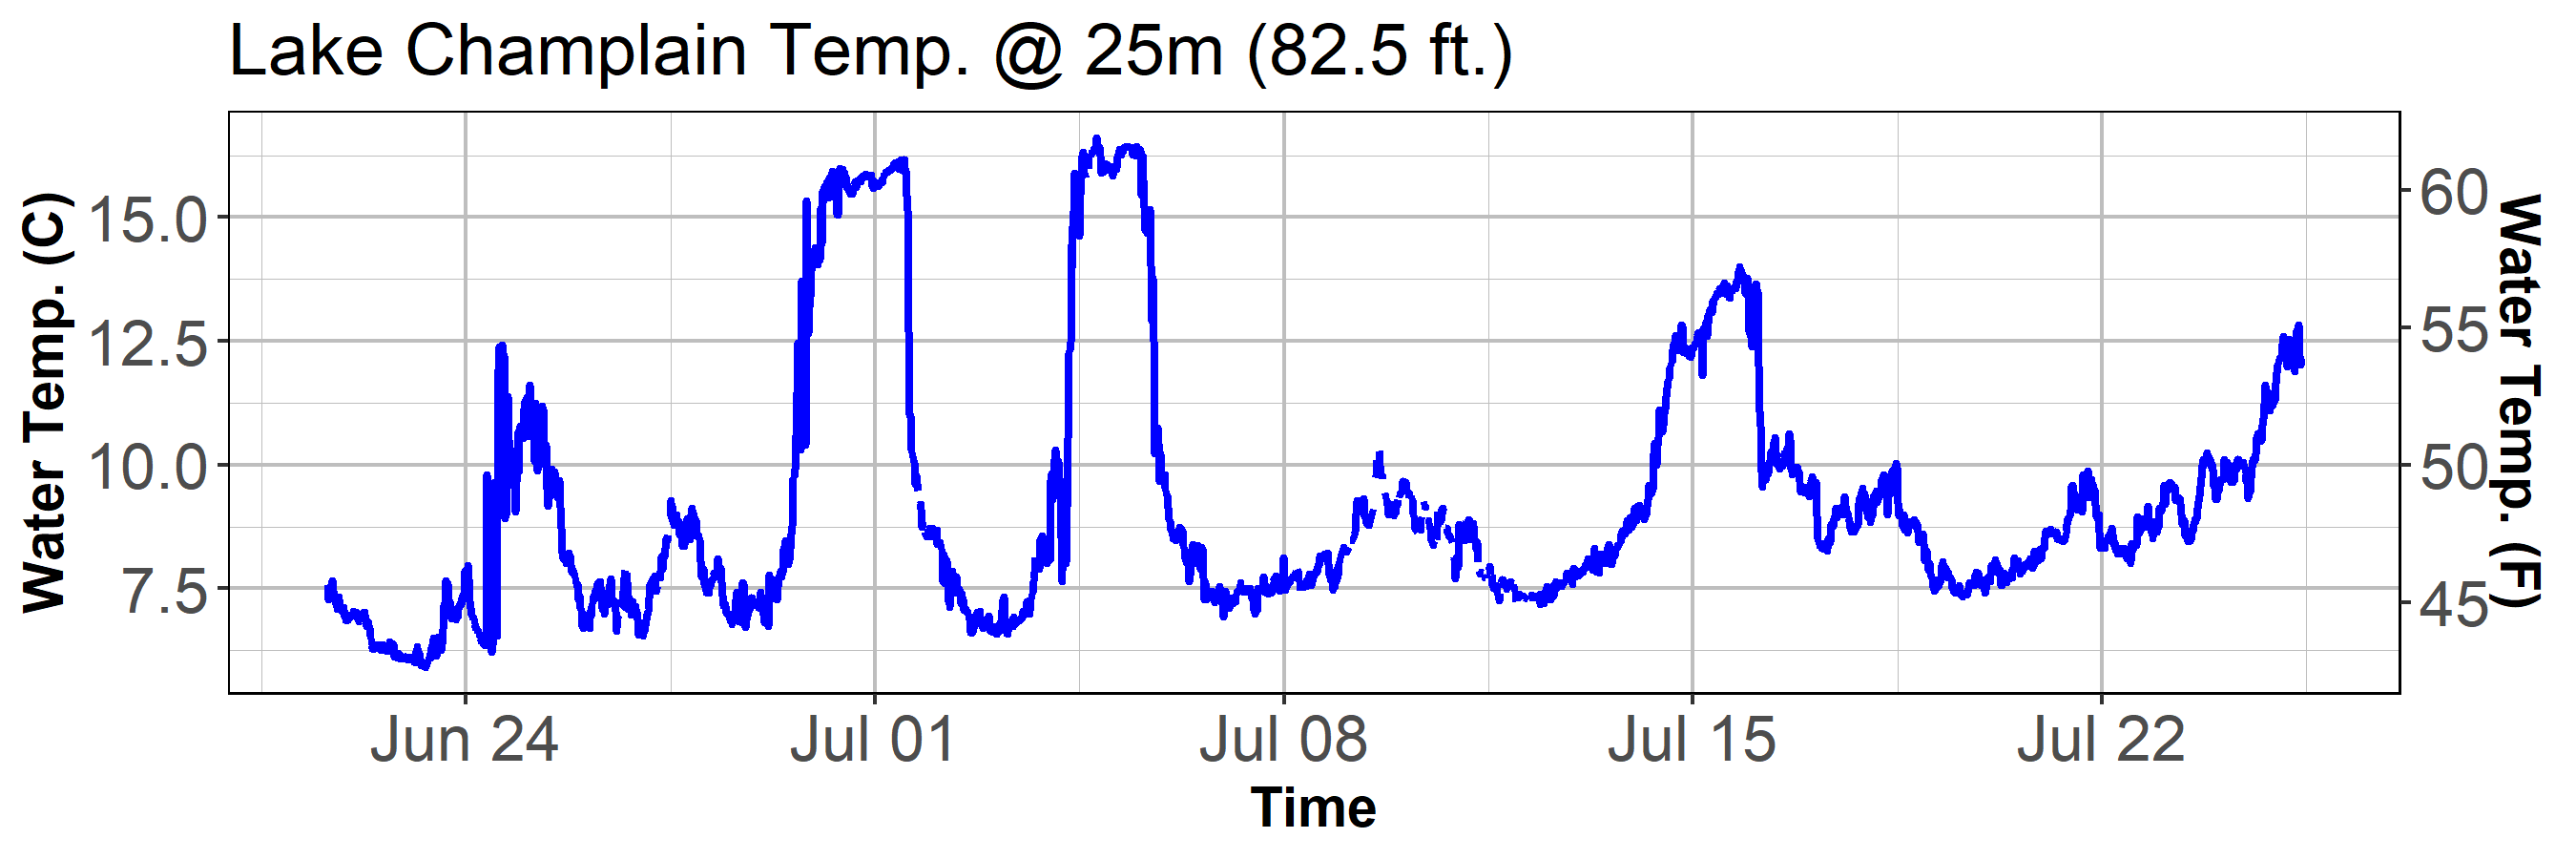 Lake Champlain Temp. @ 25m (82.5 ft.)
Water Temp. (C)
15.0
12.5
10.0
7.5
60
55
50
45
Water Temp. (F)
Jun 24 Jul 01 Jul 08 Jul 15 Jul 22
Time